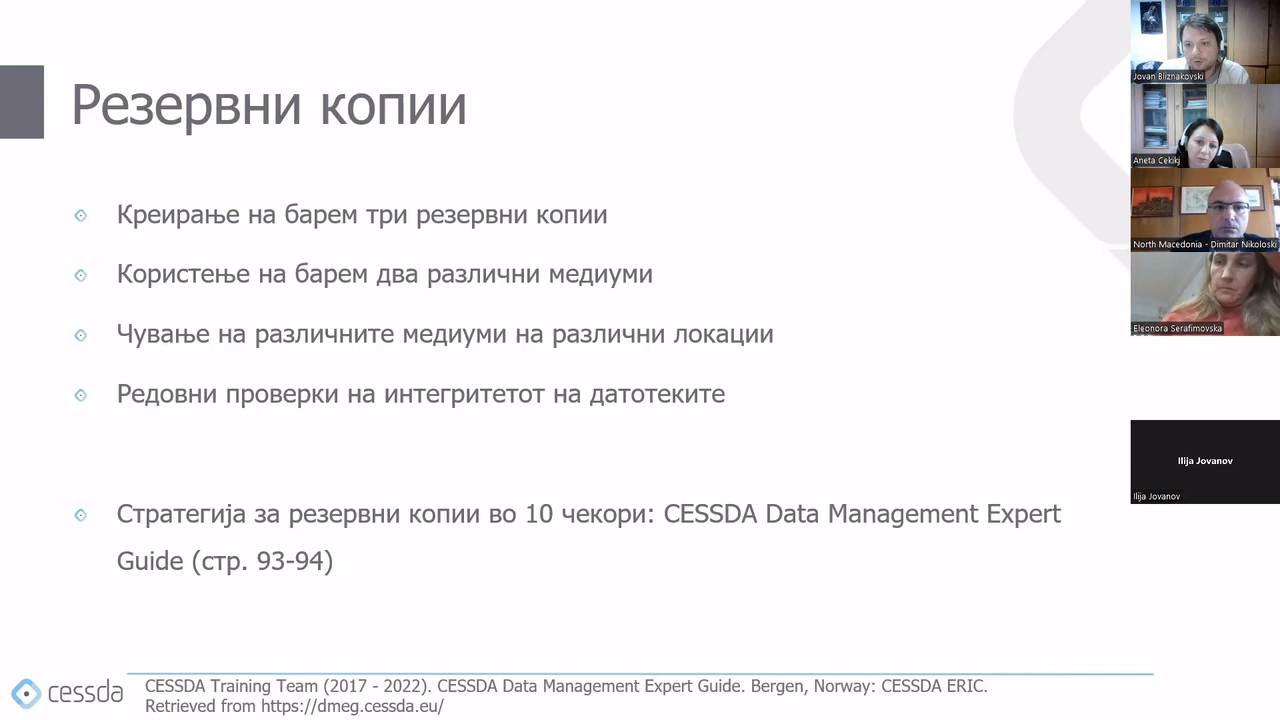 Резервни копии
Креирање на барем три резервни копии
Користење на барем два различни медиуми
Чување на различните медиуми на различни локации
Редовни проверки на интегритетот на датотеките
Стратегија за резервни копии во 10 чекори: CESSDA Data Management Expert
Guide (стр. 93-94)
cessda
CESSDA Training Team (2017 - 2022). CESSDA Data Management Expert Guide. Bergen, Norway: CESSDA ERIC.
Retrieved from https://dmeg.cessda.eu/
Jovan Bliznakovski
Aneta Cekikj
North Macedonia - Dimitar Nikoloski
Eleonora Serafimovska
Ilija Jovanov
Ilija Jovanov